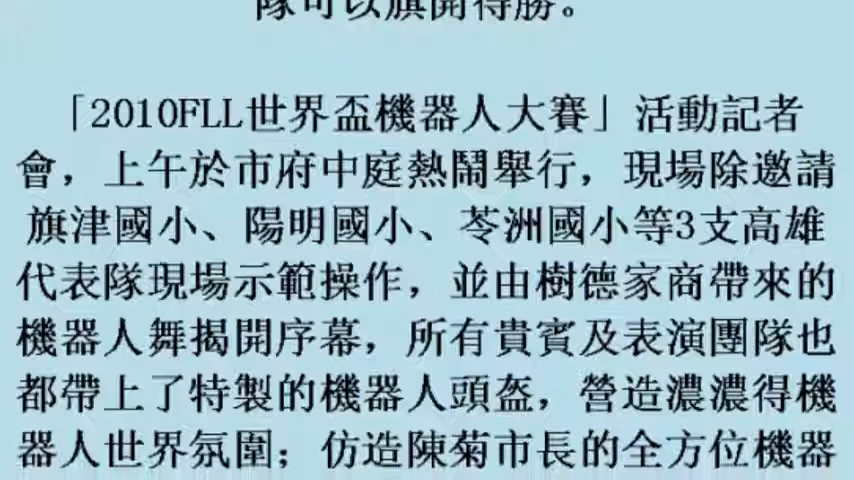 隊可以旗開得勝。
「2010FLL世界盃機器人大賽」活動記者
會，上午於市府中庭熱鬧舉行，現場除邀請
旗津國小、陽明國小、苓洲國小等3支高雄
代表隊現場示範操作，並由樹德家商帶來的
機器人舞揭開序幕，所有貴賓及表演團隊也
都帶上了特製的機器人頭盔，營造濃濃得機
器人世界氛圍；仿造陳菊市長的全方位機器